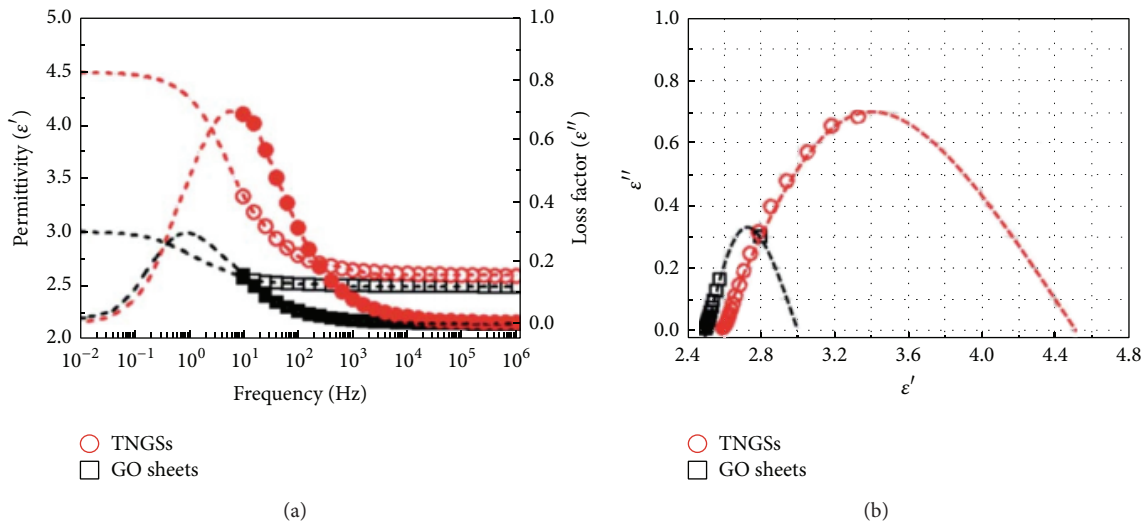 5.0
4.5
4.0
3.5
3.0
2.5
2.0
Permittivity (ε′)
1.0
0.8
0.6
0.4
0.2
0.0
Loss factor (ε″)
10⁻² 10⁻¹ 10⁰ 10¹ 10² 10³ 10⁴ 10⁵ 10⁶
Frequency (Hz)
TNGSs
GO sheets
(a)
1.0
0.8
0.6
0.4
0.2
0.0
ε″
2.4 2.8 3.2 3.6 4.0 4.4 4.8
ε′
TNGSs
GO sheets
(b)